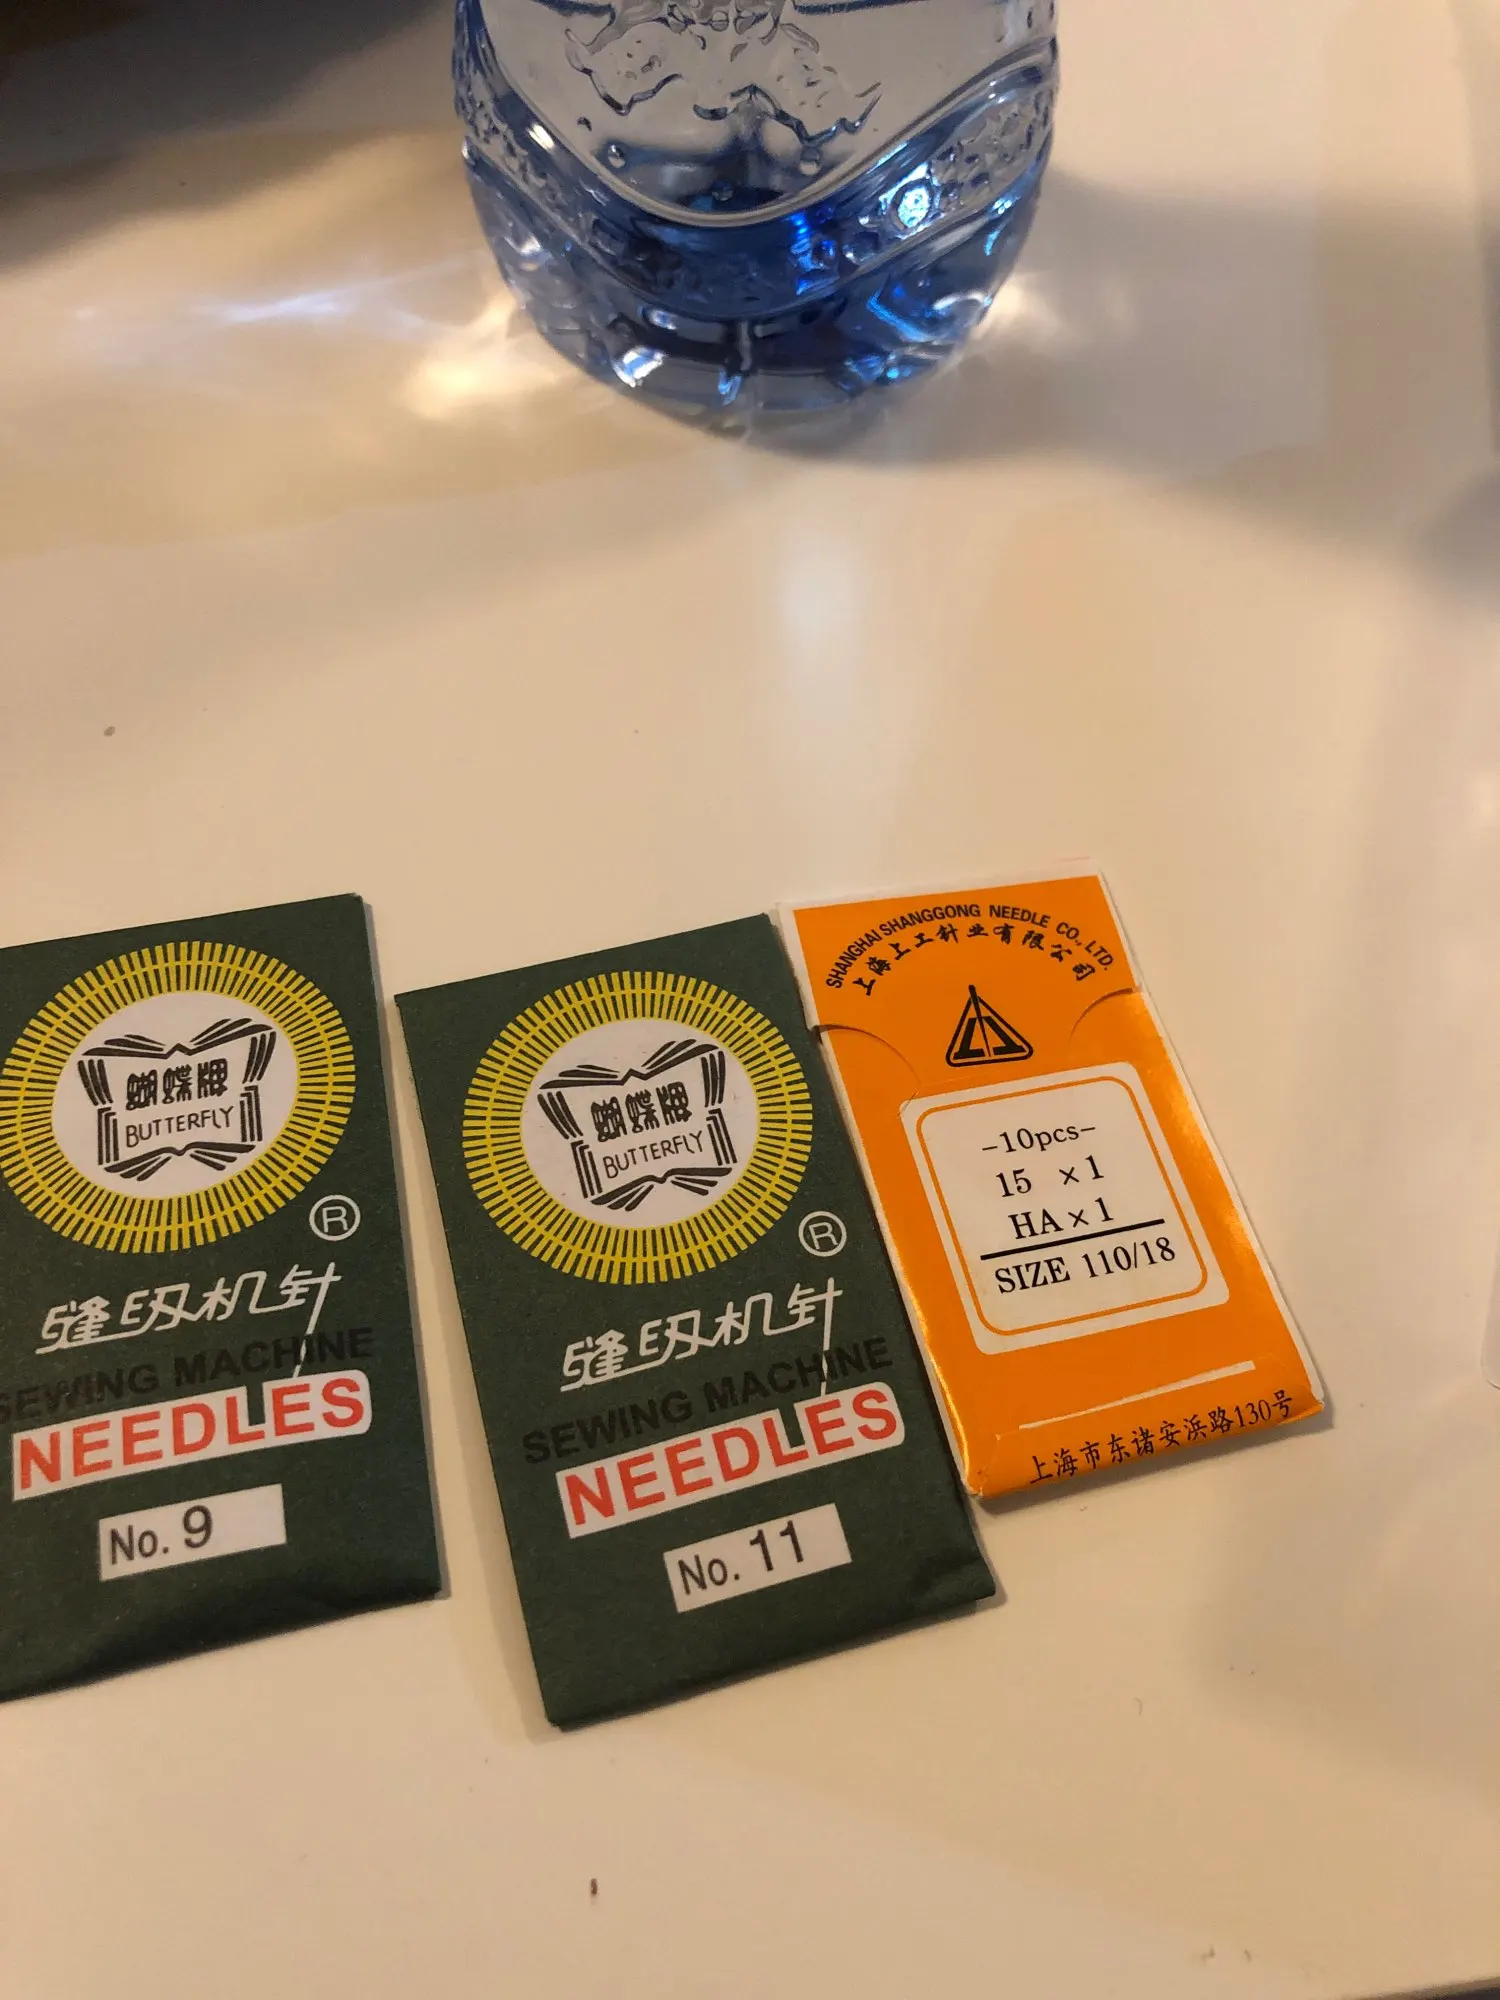 蝴蝶牌
BUTTERFLY
®
缝纫机针
SEWING MACHINE
NEEDLES
No. 9
蝴蝶牌
BUTTERFLY
®
缝纫机针
SEWING MACHINE
NEEDLES
No. 11
SHANGHAI SHANGGONG NEEDLE CO., LTD.
上海上工针业有限公司
-10pcs-
15 ×1
HA×1
SIZE 110/18
上海市东诸安浜路130号